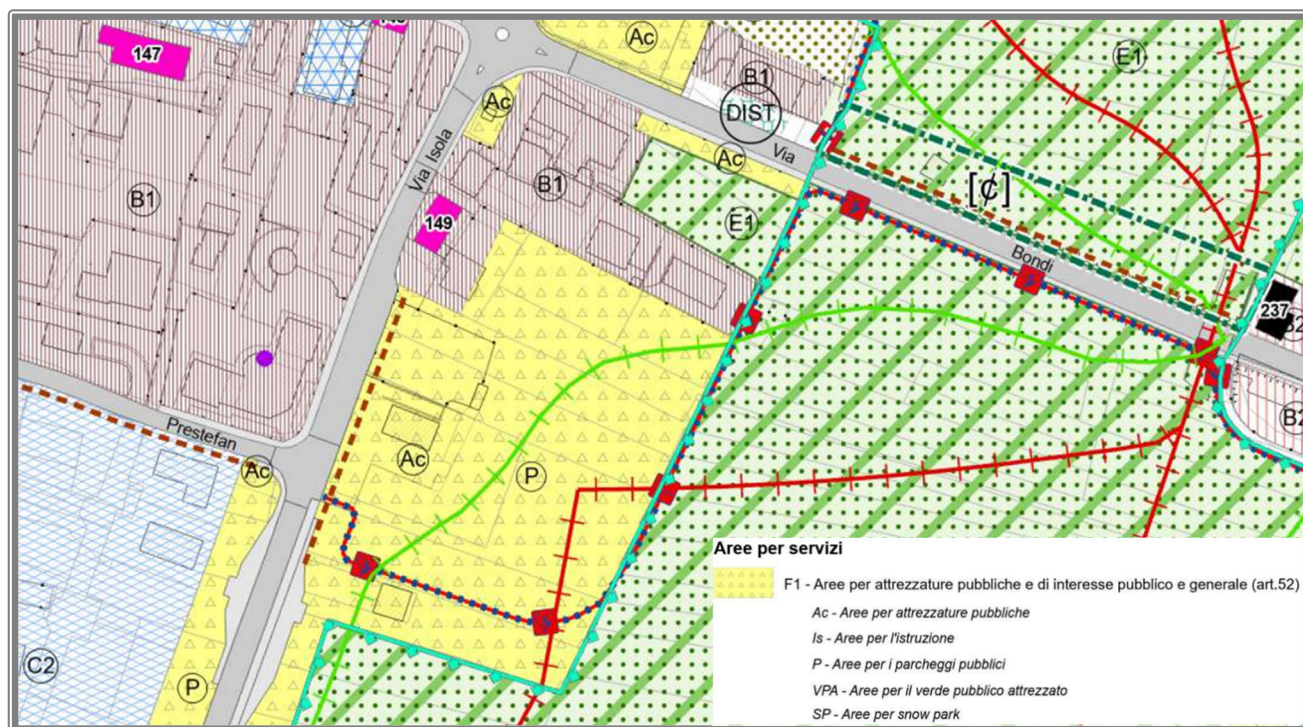 147
Ac
Ac
B1
DIST
E1
Via Isola
Via
Ac
B1
B1
E1
[¢]
149
Bondi
237
B2
Prestefan
Ac
Ac
P
B2
C2
P
Aree per servizi
F1 - Aree per attrezzature pubbliche e di interesse pubblico e generale (art.52)
Ac - Aree per attrezzature pubbliche
Is - Aree per l'istruzione
P - Aree per i parcheggi pubblici
VPA - Aree per il verde pubblico attrezzato
SP - Aree per snow park